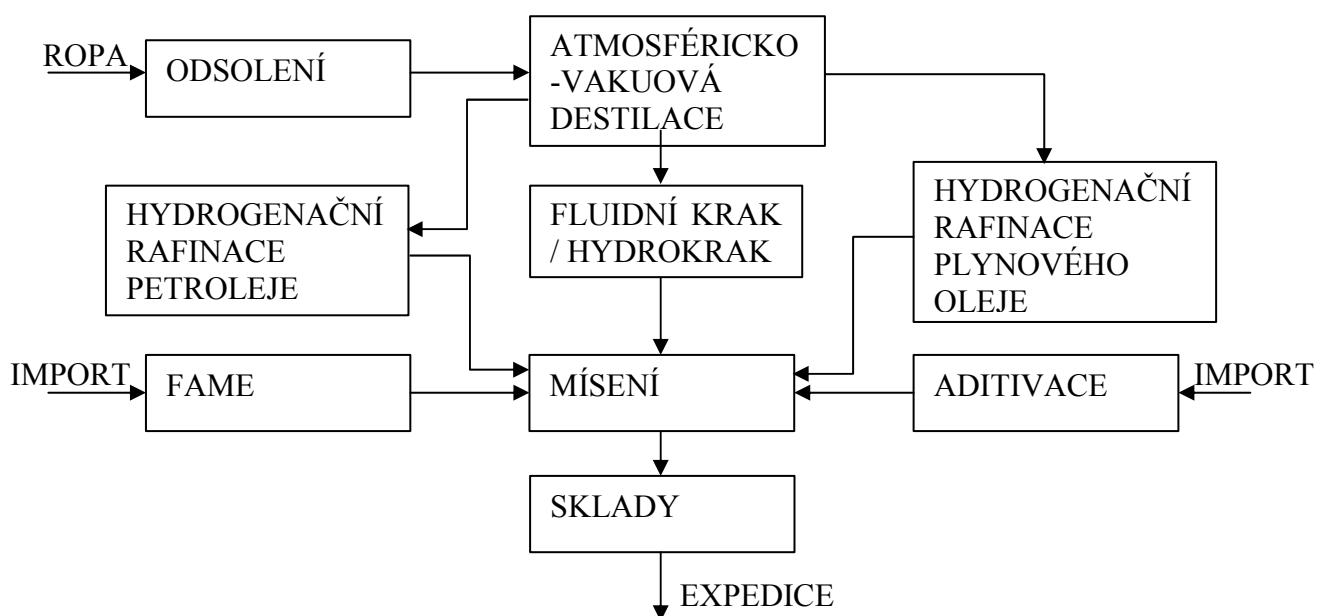 ROPA
ODSOLENÍ
ATMOSFÉRICKO
-VAKUOVÁ
DESTILACE
HYDROGENAČNÍ
RAFINACE
PETROLEJE
FLUIDNÍ KRAK
/ HYDROKRAK
HYDROGENAČNÍ
RAFINACE
PLYNOVÉHO
OLEJE
IMPORT
FAME
MÍSENÍ
ADITIVACE
IMPORT
SKLADY
EXPEDICE